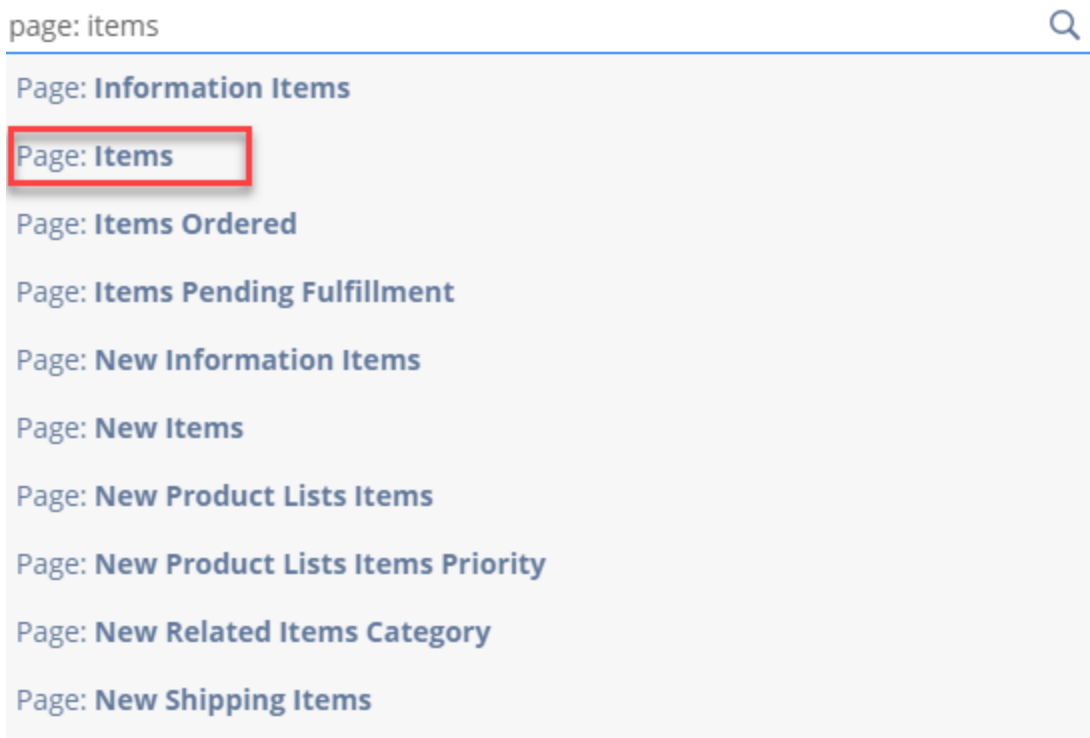 page: items
Page: Information Items
Page: Items
Page: Items Ordered
Page: Items Pending Fulfillment
Page: New Information Items
Page: New Items
Page: New Product Lists Items
Page: New Product Lists Items Priority
Page: New Related Items Category
Page: New Shipping Items